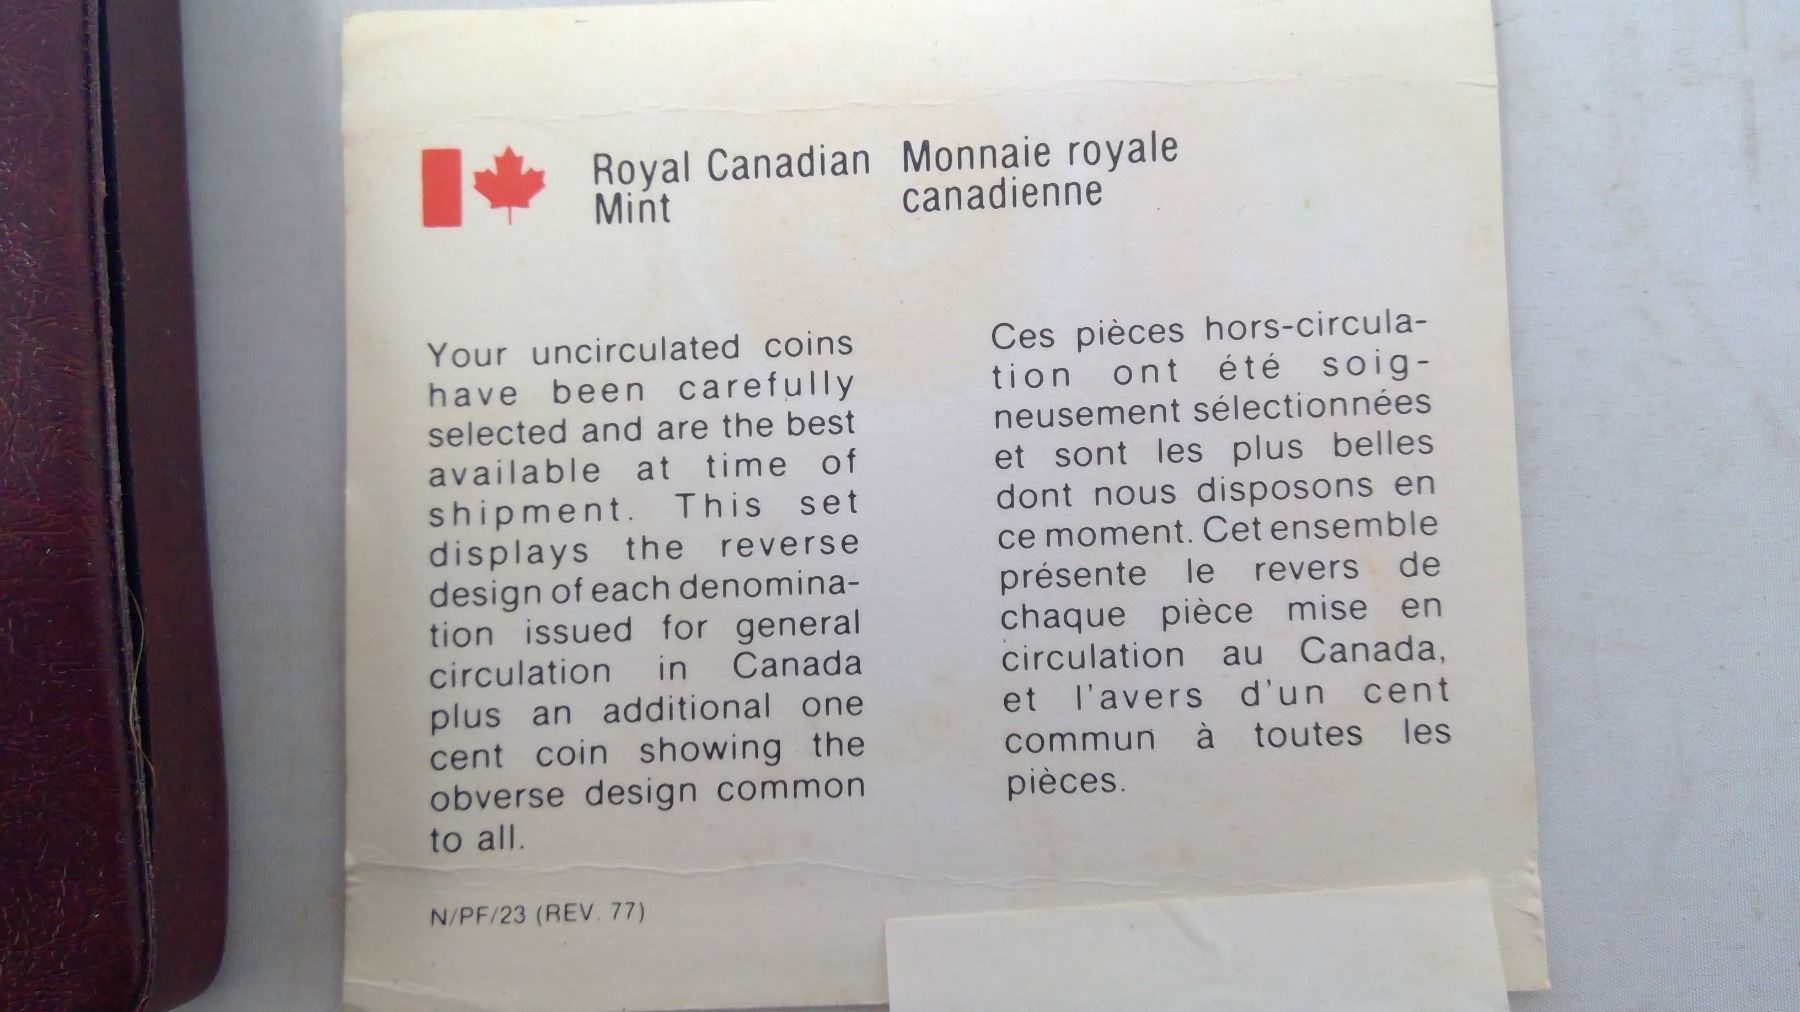 Royal Canadian
Mint
Monnaie royale
canadienne
Your uncirculated coins
have been carefully
selected and are the best
available at time of
shipment. This set
displays the reverse
design of each denomina-
tion issued for general
circulation in Canada
plus an additional one
cent coin showing the
obverse design common
to all.
Ces pièces hors-circula-
tion ont été soig-
neusement sélectionnées
et sont les plus belles
dont nous disposons en
ce moment. Cet ensemble
présente le revers de
chaque pièce mise en
circulation au Canada,
et l'avers d'un cent
commun à toutes les
pièces.
N/PF/23 (REV. 77)